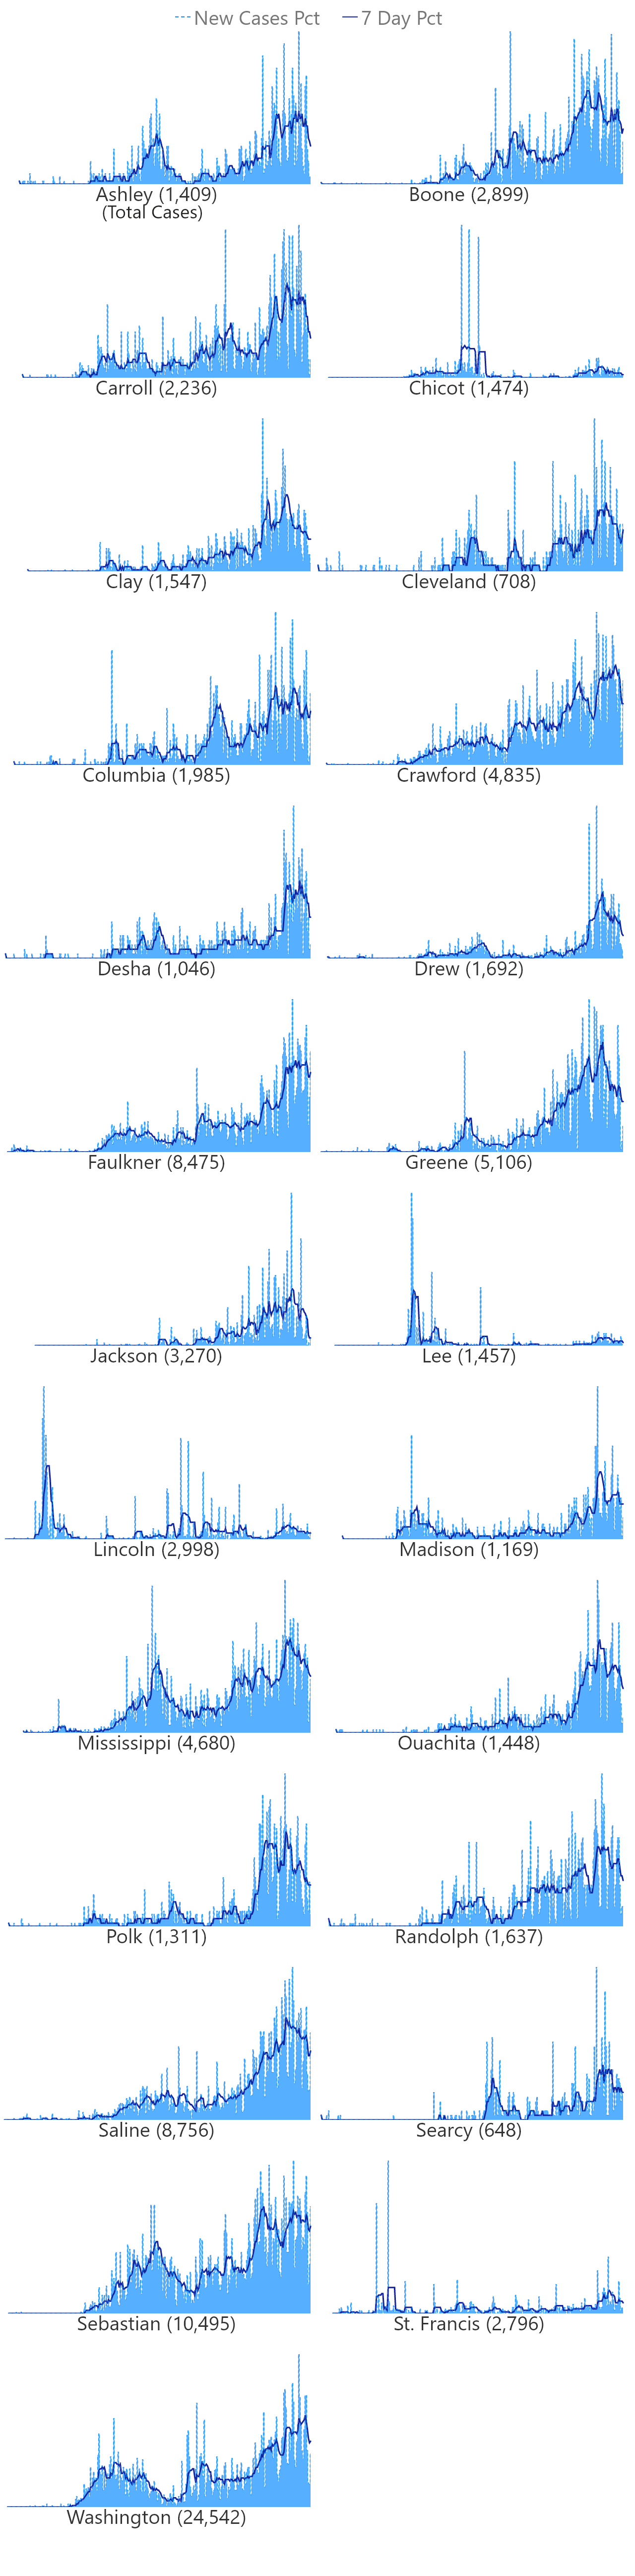 New Cases Pct 7 Day Pct
Ashley (1,409) Boone (2,899)
(Total Cases)
Carroll (2,236) Chicot (1,474)
Clay (1,547) Cleveland (708)
Columbia (1,985) Crawford (4,835)
Desha (1,046) Drew (1,692)
Faulkner (8,475) Greene (5,106)
Jackson (3,270) Lee (1,457)
Lincoln (2,998) Madison (1,169)
Mississippi (4,680) Ouachita (1,448)
Polk (1,311) Randolph (1,637)
Saline (8,756) Searcy (648)
Sebastian (10,495) St. Francis (2,796)
Washington (24,542)